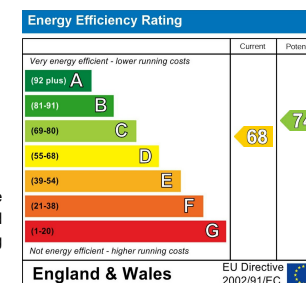 Energy Efficiency Rating
Current Poten
Very energy efficient - lower running costs
(92 plus) A
(81-91) B
(69-80) C
74
(55-68) D
68
(39-54) E
(21-38) F
(1-20) G
Not energy efficient - higher running costs
England & Wales
EU Directive
2002/91/EC